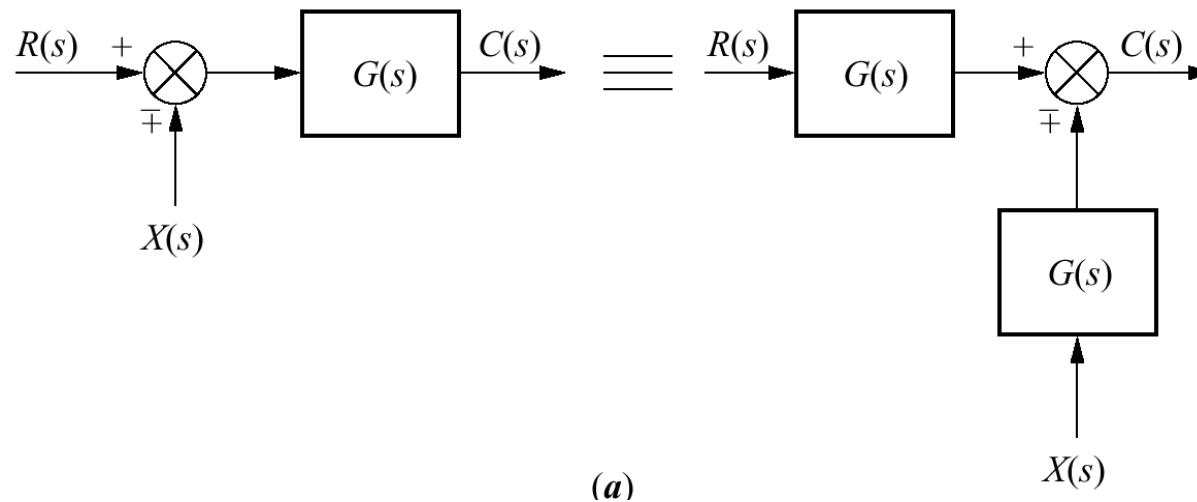 R(s) + G(s) C(s) R(s) G(s) + C(s)
∓ ∓
X(s)
G(s)
X(s)
(a)